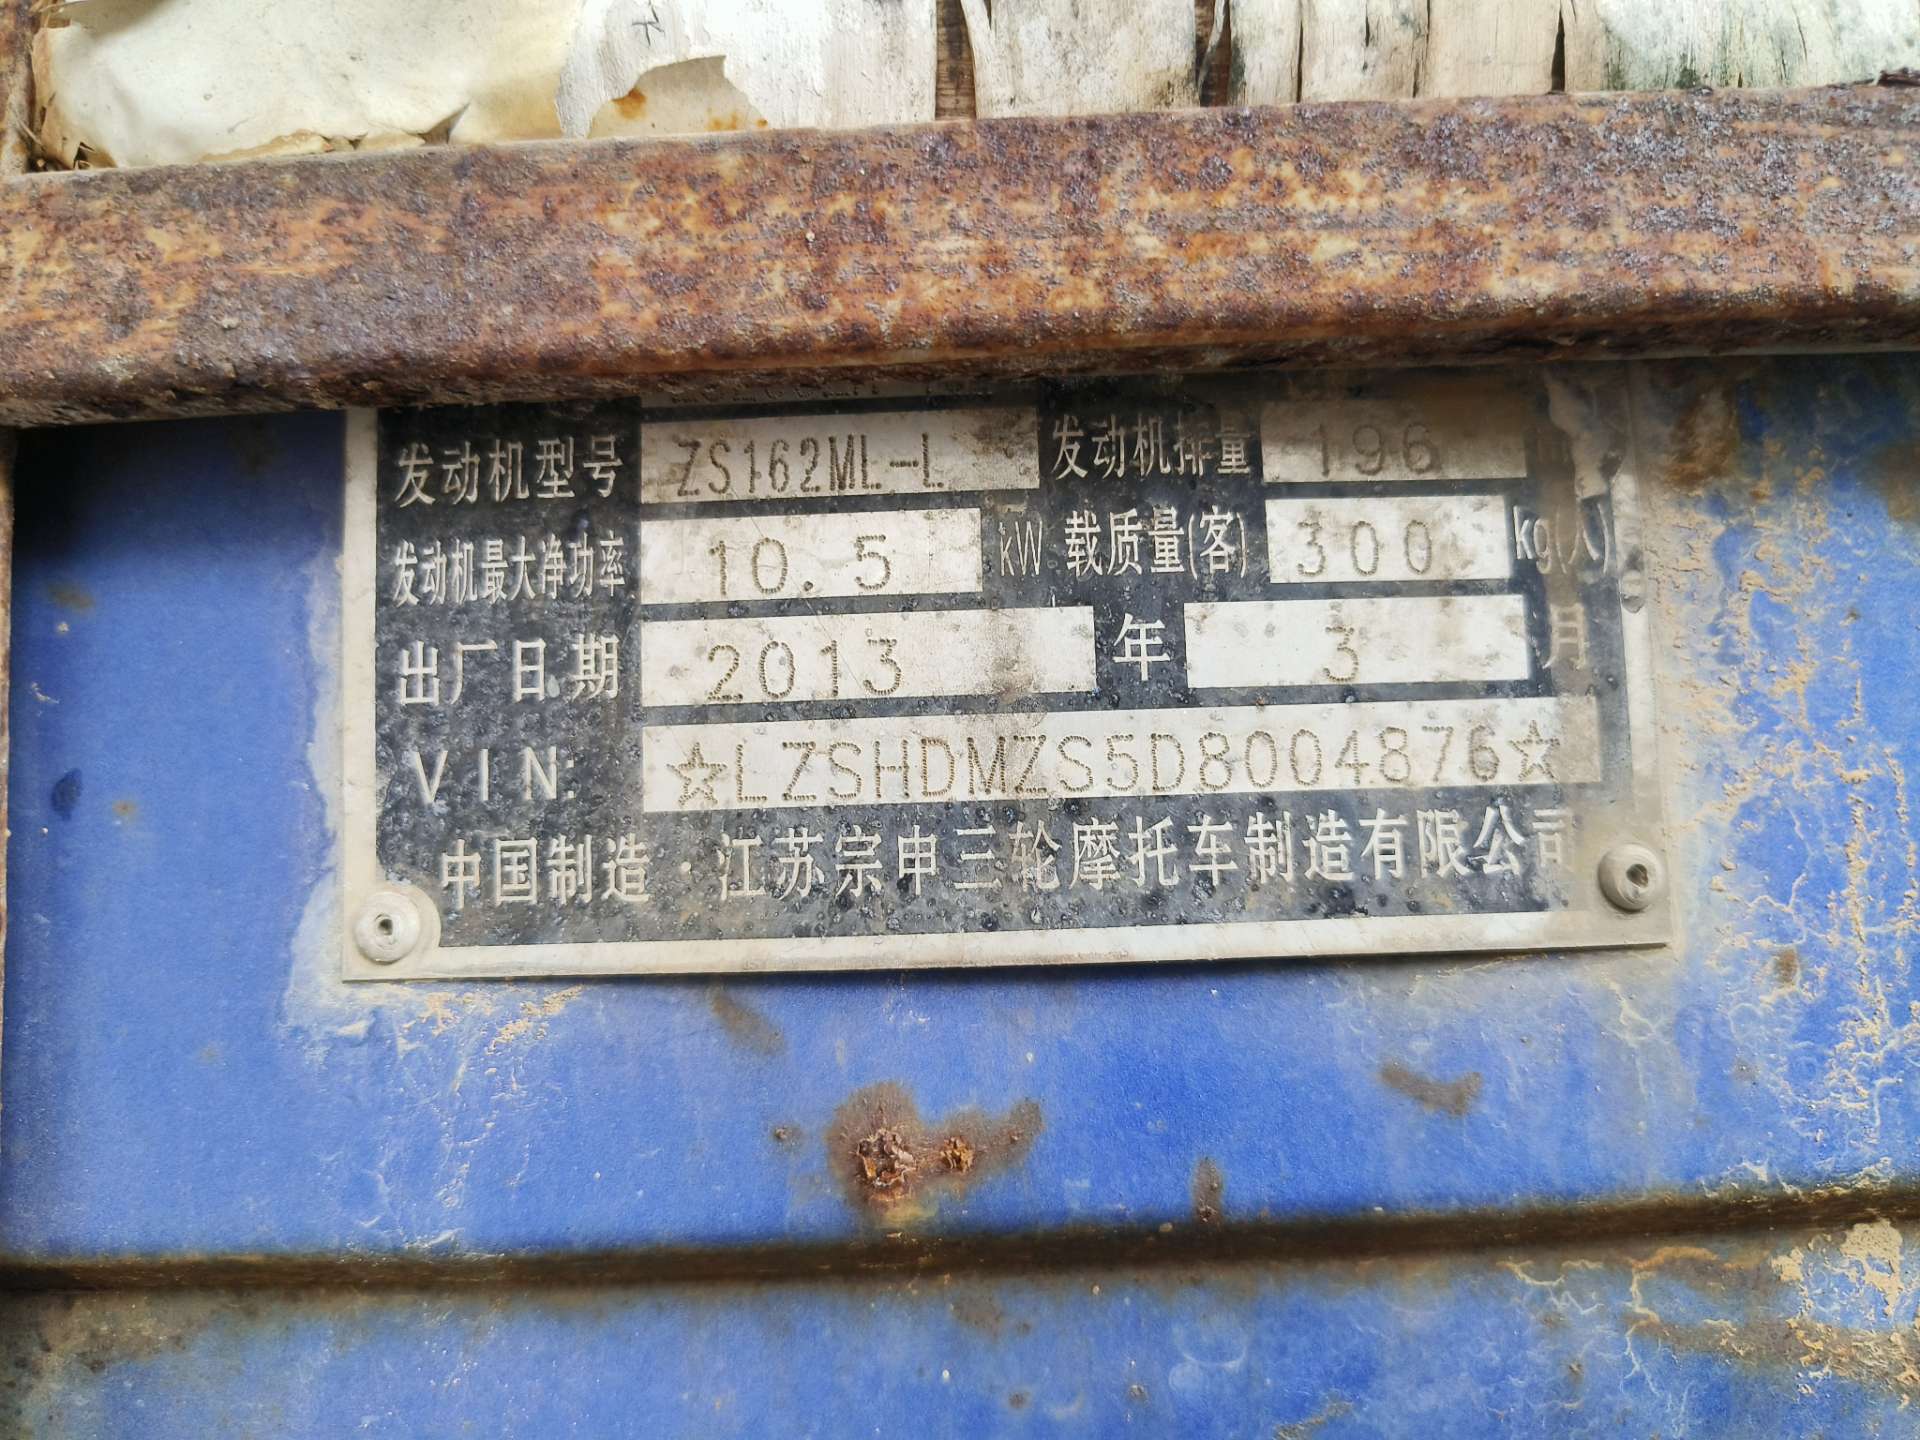 发动机型号 ZS162ML-L 发动机排量 196
发动机最大净功率 10.5 kW 载质量(客) 300 kg(人)
出厂日期 2013 年 3 月
VIN: ☆LZSHDMZS5D8004876☆
中国制造·江苏宗申三轮摩托车制造有限公司